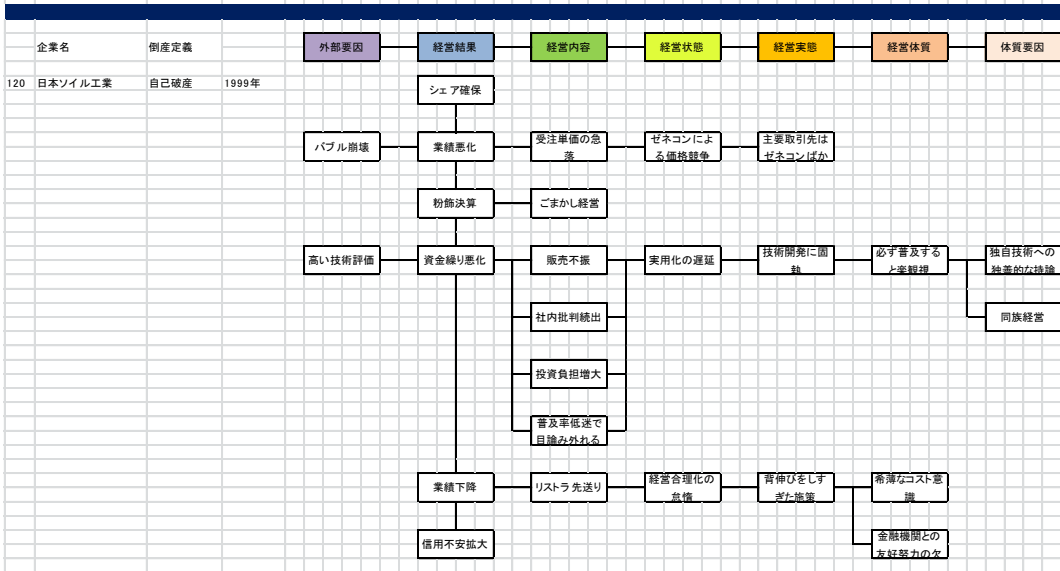 企業名 倒産定義 外部要因 経営結果 経営内容 経営状態 経営実態 経営体質 体質要因
120 日本ソイル工業 自己破産 1999年
シェア確保
バブル崩壊 業績悪化
受注単価の急
落
ゼネコンによ
る価格競争
主要取引先は
ゼネコンばか
粉飾決算 ごまかし経営
高い技術評価 資金繰り悪化 販売不振 実用化の遅延
技術開発に固
執
必ず普及する
と楽観視
独自技術への
独善的な持論
社内批判続出 同族経営
投資負担増大
普及率低迷で
目論み外れる
業績下降 リストラ先送り
経営合理化の
怠惰
背伸びをしす
ぎた施策
希薄なコスト意
識
信用不安拡大
金融機関との
友好努力の欠